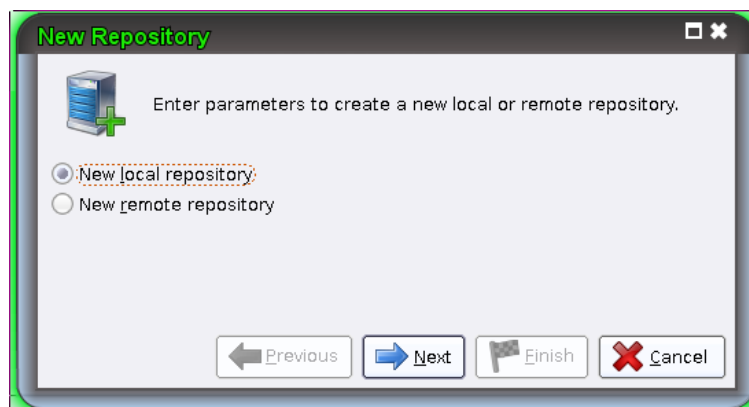 New Repository
Enter parameters to create a new local or remote repository.
New local repository
New remote repository
Previous Next Finish Cancel